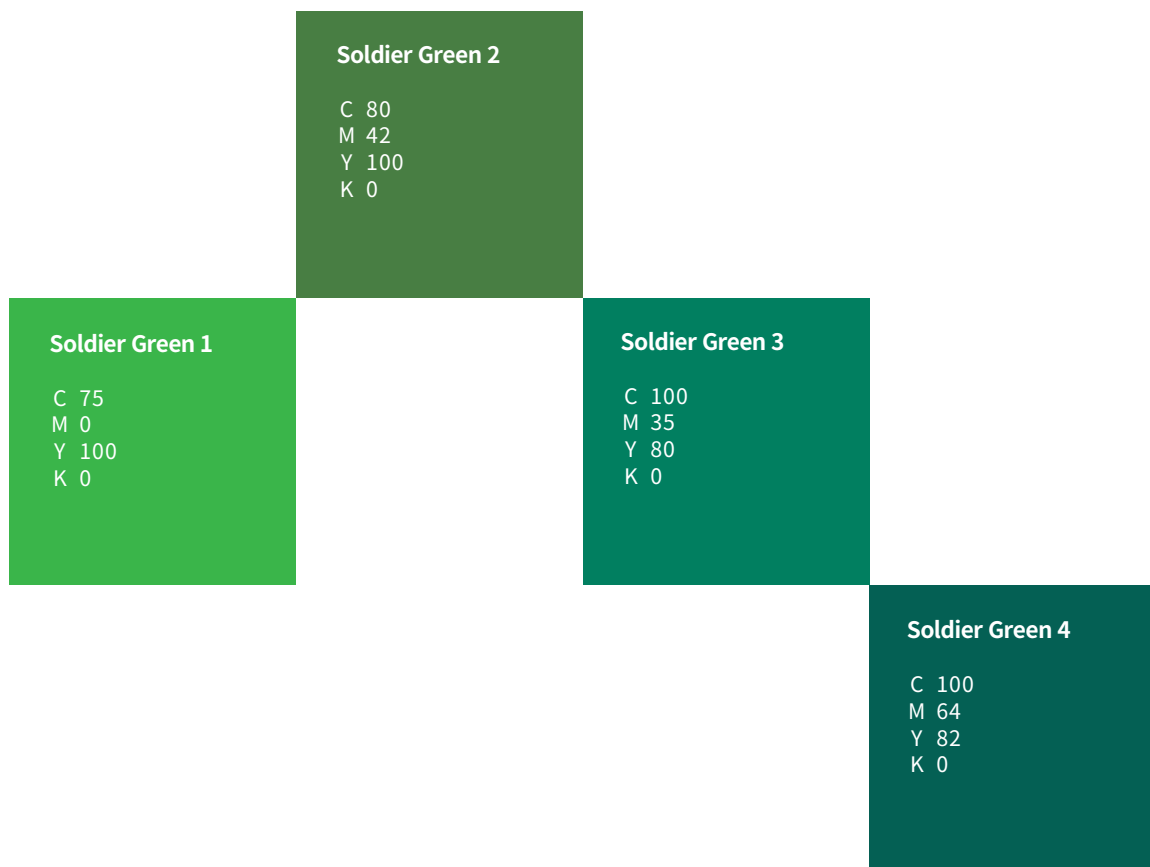 Soldier Green 2
C 80
M 42
Y 100
K 0
Soldier Green 1
C 75
M 0
Y 100
K 0
Soldier Green 3
C 100
M 35
Y 80
K 0
Soldier Green 4
C 100
M 64
Y 82
K 0